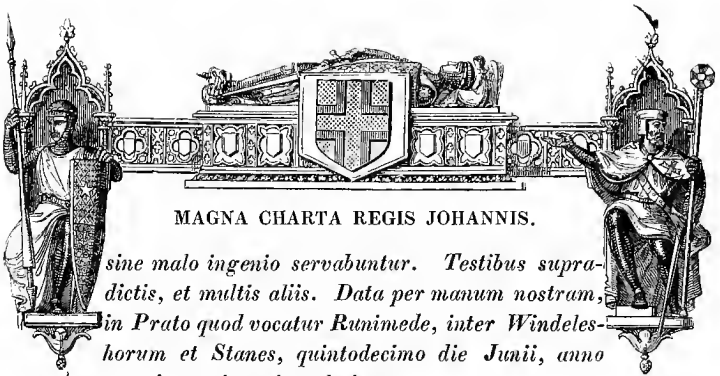 MAGNA CHARTA REGIS JOHANNIS.
sine malo ingenio servabuntur. Testibus supra-
dictis, et multis aliis. Data per manum nostram,
in Prato quod vocatur Runimede, inter Windeles-
horum et Stanes, quintodecimo die Junii, anno